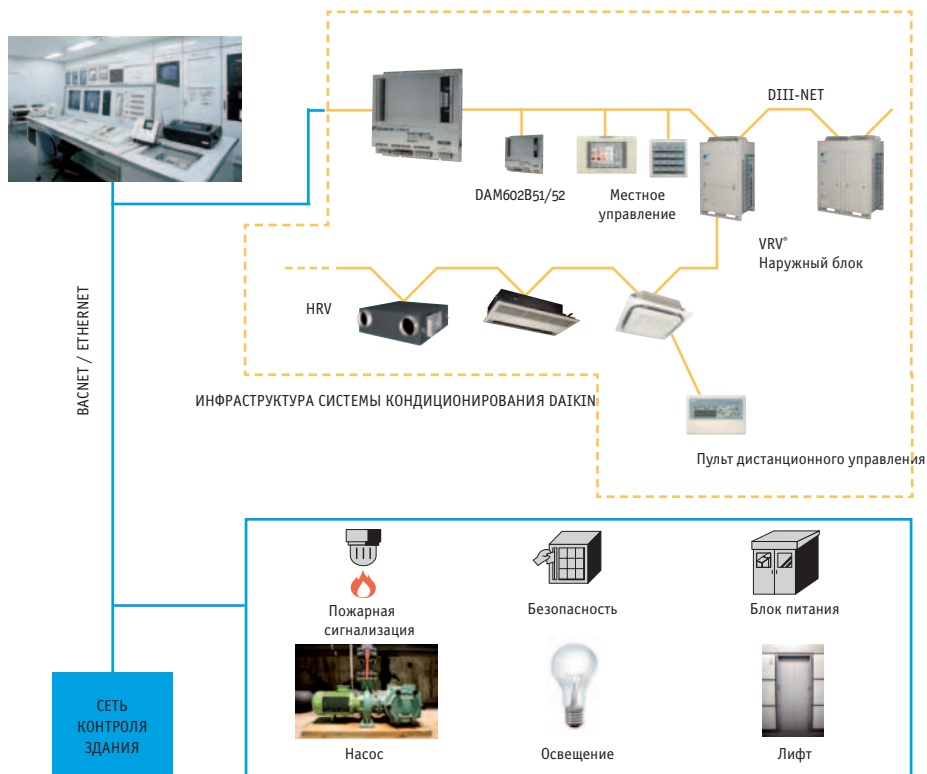 DIII-NET
DAM602B51/52
Местное
управление
VRV®
Наружный блок
HRV
BACNET / ETHERNET
ИНФРАСТРУКТУРА СИСТЕМЫ КОНДИЦИОНИРОВАНИЯ DAIKIN
Пульт дистанционного управления
Пожарная
сигнализация
Безопасность
Блок питания
СЕТЬ
КОНТРОЛЯ
ЗДАНИЯ
Насос
Освещение
Лифт